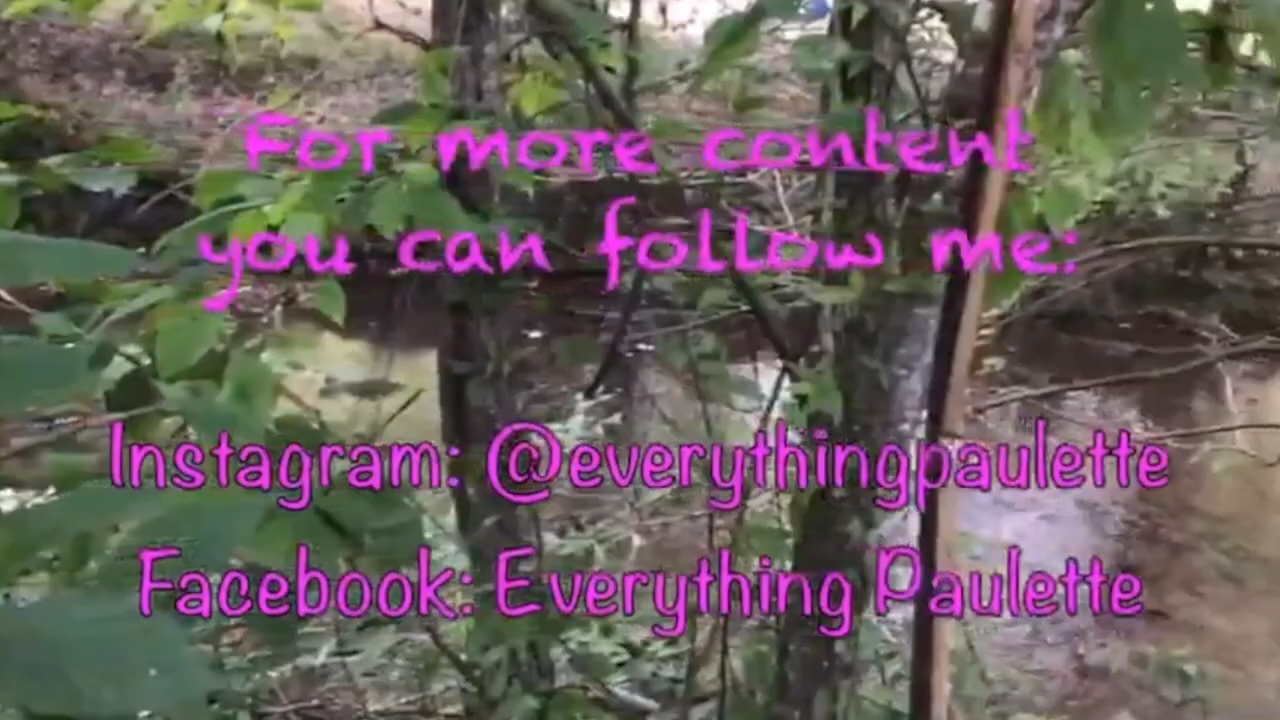 For more content
you can follow me:
Instagram: @everythingpaulette
Facebook: Everything Paulette